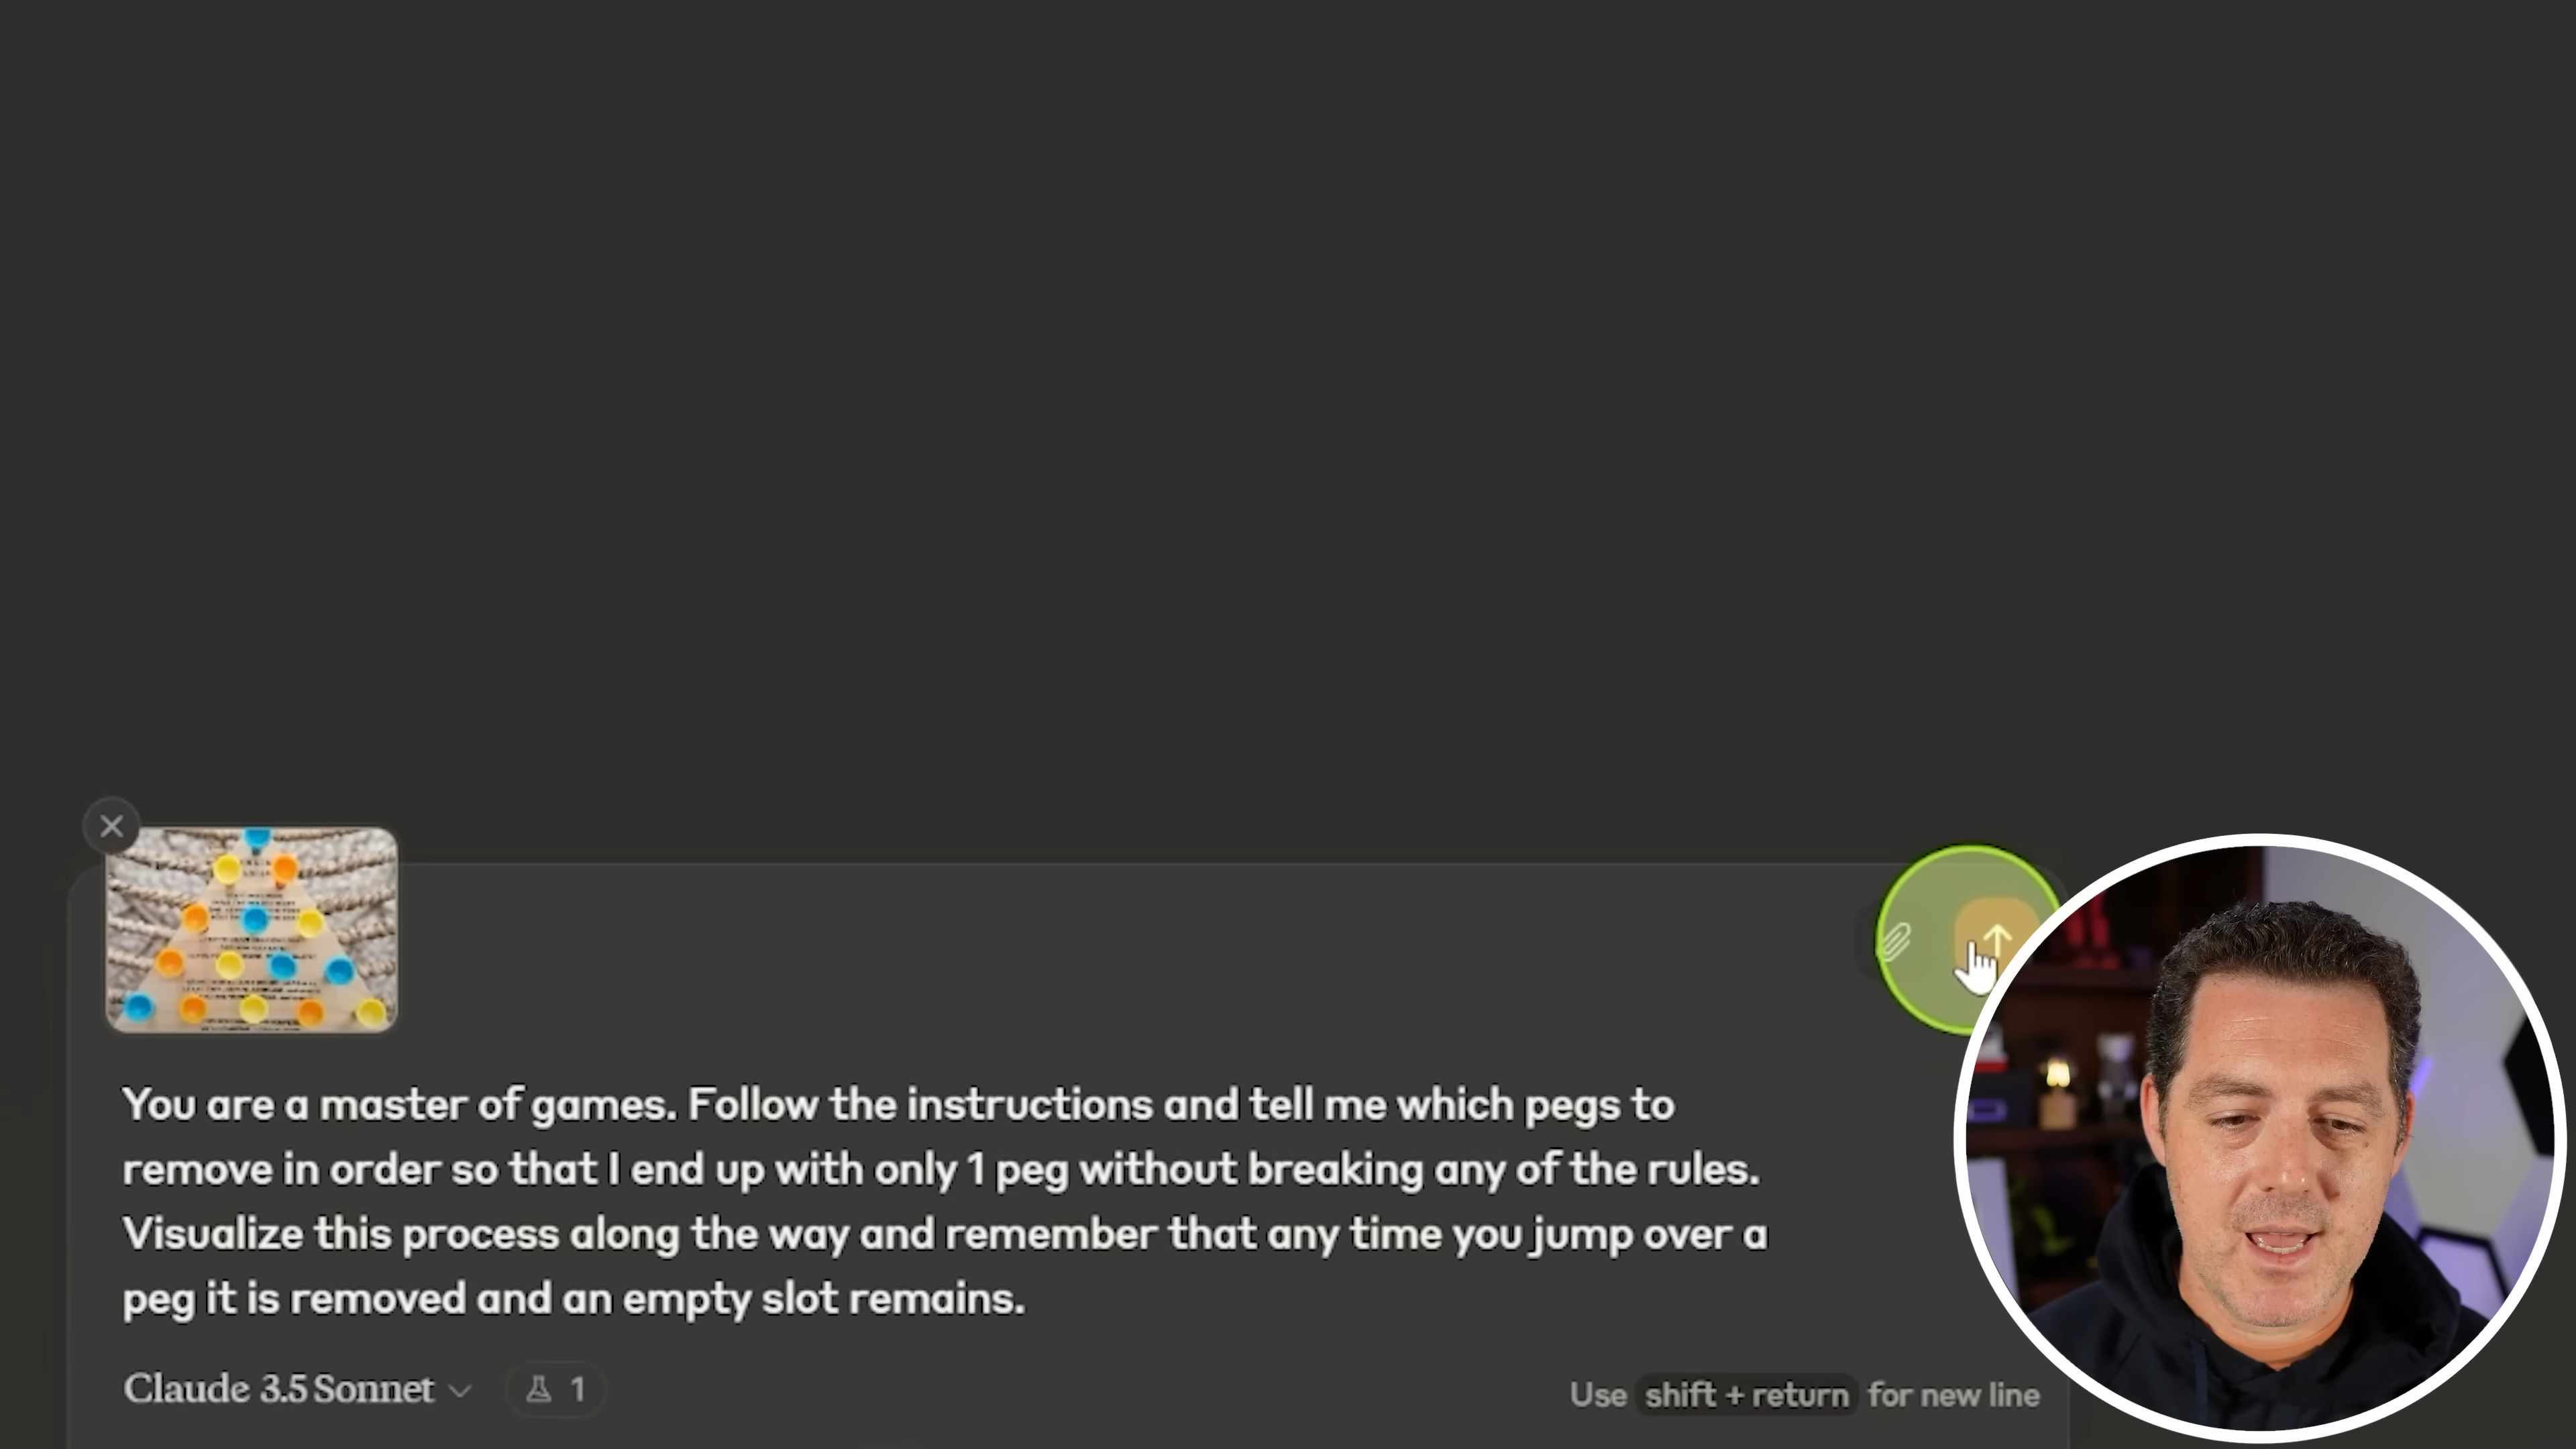 You are a master of games. Follow the instructions and tell me which pegs to
remove in order so that I end up with only 1 peg without breaking any of the rules.
Visualize this process along the way and remember that any time you jump over a
peg it is removed and an empty slot remains.
Claude 3.5 Sonnet
1
Use shift + return for new line